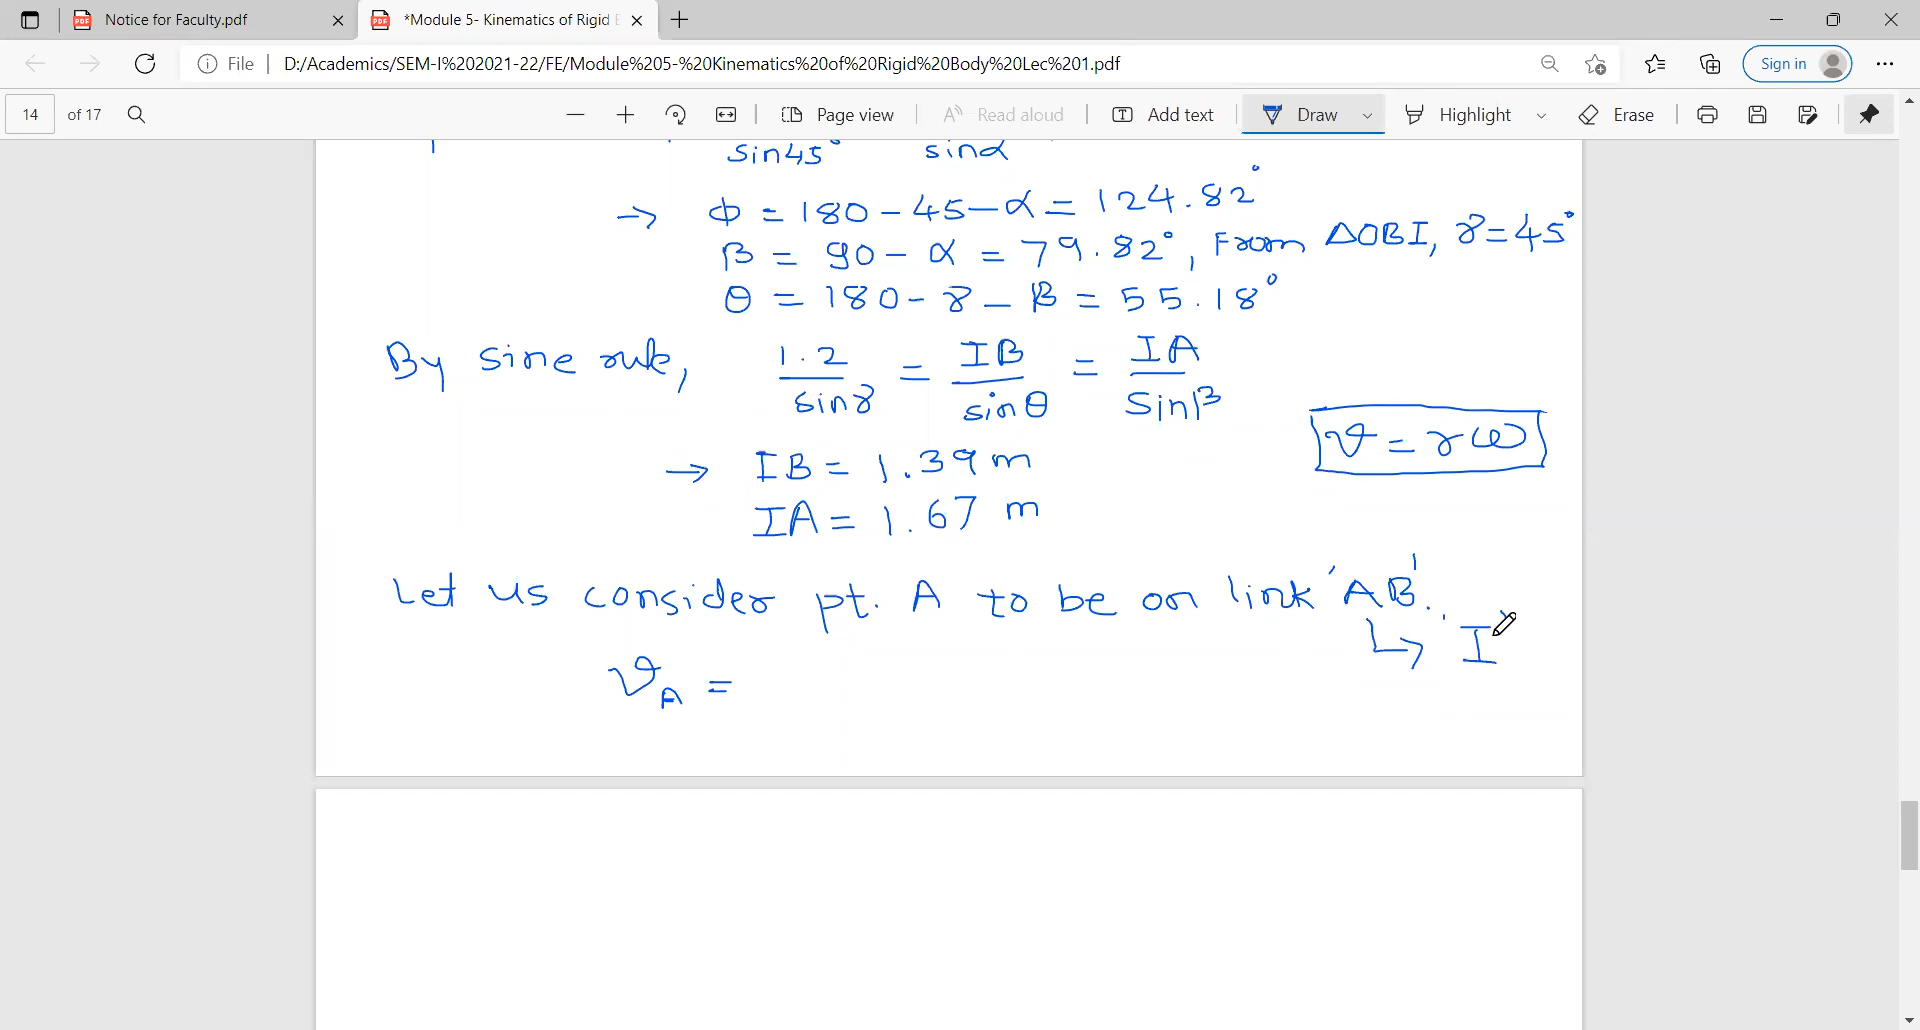 Notice for Faculty.pdf
*Module 5- Kinematics of Rigid
File
D:/Academics/SEM-I%202021-22/FE/Module%205-%20Kinematics%20of%20Rigid%20Body%20Lec%201.pdf
Sign in
14 of 17
Page view
Read aloud
Add text
Draw
Highlight
Erase
sin45° sinα
→ Φ = 180 - 45 - α = 124.82°
β = 90 - α = 79.82°, From ΔOBI, γ = 45°
θ = 180 - γ - β = 55.18°
By sine rule, 1.2/sinγ = IB/sinθ = IA/sinβ
v = rω
→ IB = 1.39 m
IA = 1.67 m
Let us consider pt. A to be on link 'AB'.
↳ I
v_A =